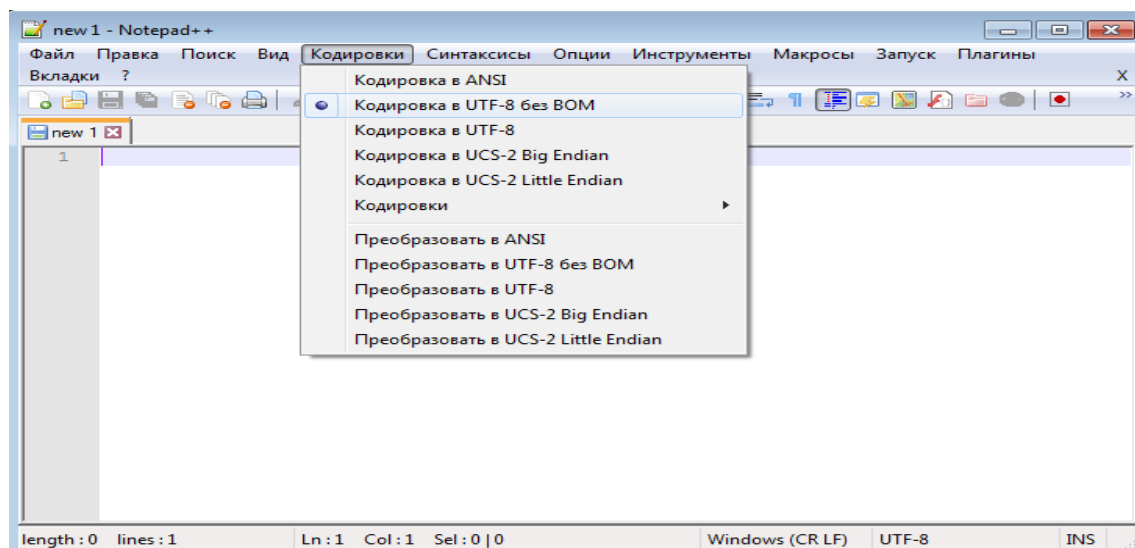 new 1 - Notepad++
Файл Правка Поиск Вид Кодировки Синтаксисы Опции Инструменты Макросы Запуск Плагины
Вкладки ? X
Кодировка в ANSI
Кодировка в UTF-8 без BOM
Кодировка в UTF-8
Кодировка в UCS-2 Big Endian
Кодировка в UCS-2 Little Endian
Кодировки
Преобразовать в ANSI
Преобразовать в UTF-8 без BOM
Преобразовать в UTF-8
Преобразовать в UCS-2 Big Endian
Преобразовать в UCS-2 Little Endian
new 1
1
length : 0 lines : 1 Ln : 1 Col : 1 Sel : 0 | 0 Windows (CR LF) UTF-8 INS